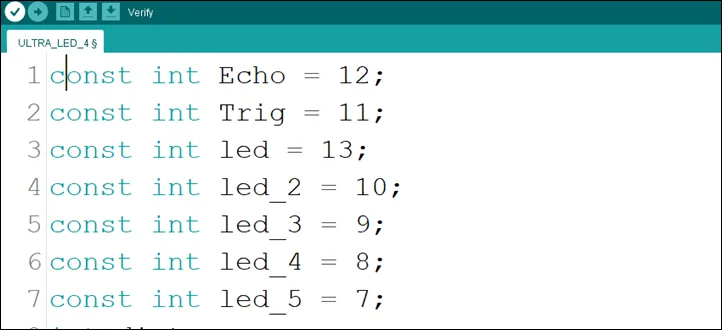 Verify
ULTRA_LED_4 §
1 const int Echo = 12;
2 const int Trig = 11;
3 const int led = 13;
4 const int led_2 = 10;
5 const int led_3 = 9;
6 const int led_4 = 8;
7 const int led_5 = 7;